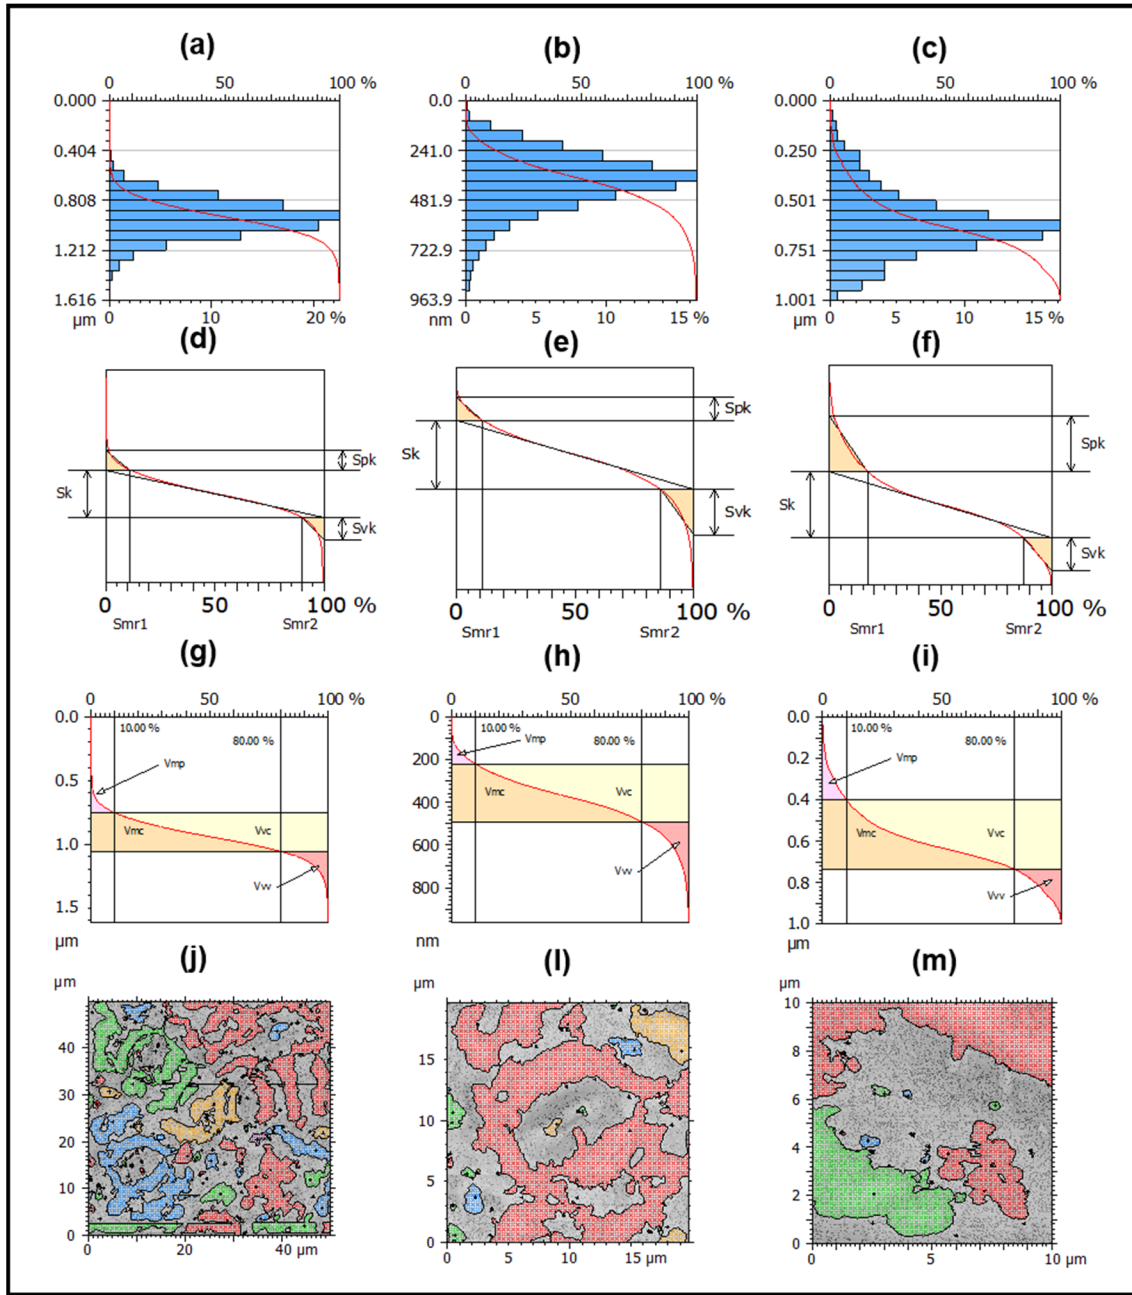 (a) (b) (c)
0 50 100 % 0 50 100 % 0 50 100 %
0.000 0.0 0.000
0.404 241.0 0.250
0.808 481.9 0.501
1.212 722.9 0.751
1.616 963.9 1.001
µm 0 10 20 % nm 0 5 10 15 % µm 0 5 10 15 %
(d) (e) (f)
Spk Spk Spk
Sk Sk Sk
Svk Svk Svk
0 50 100 % 0 50 100 % 0 50 100 %
Smr1 Smr2 Smr1 Smr2 Smr1 Smr2
(g) (h) (i)
0 50 100 % 0 50 100 % 0 50 100 %
0.0 10.00 % 80.00 % Vmp Vmc Vvc Vvv
0.5
1.0
1.5
µm
0 10.00 % 80.00 % Vmp Vmc Vvc Vvv
200
400
600
800
nm
0.0 10.00 % 80.00 % Vmp Vmc Vvc Vvv
0.2
0.4
0.6
0.8
1.0
µm
(j) (l) (m)
µm µm µm
40
30
20
10
0
0 20 40 µm
15
10
5
0
0 5 10 15 µm
10
8
6
4
2
0
0 5 10 µm